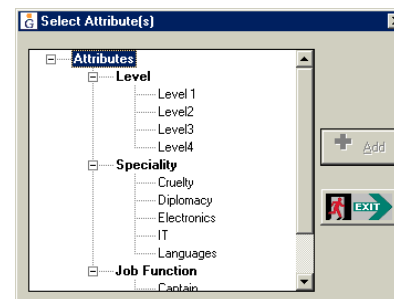 Select Attribute(s)
Attributes
Level
Level 1
Level2
Level3
Level4
Speciality
Cruelty
Diplomacy
Electronics
IT
Languages
Job Function
Captain
Add
EXIT